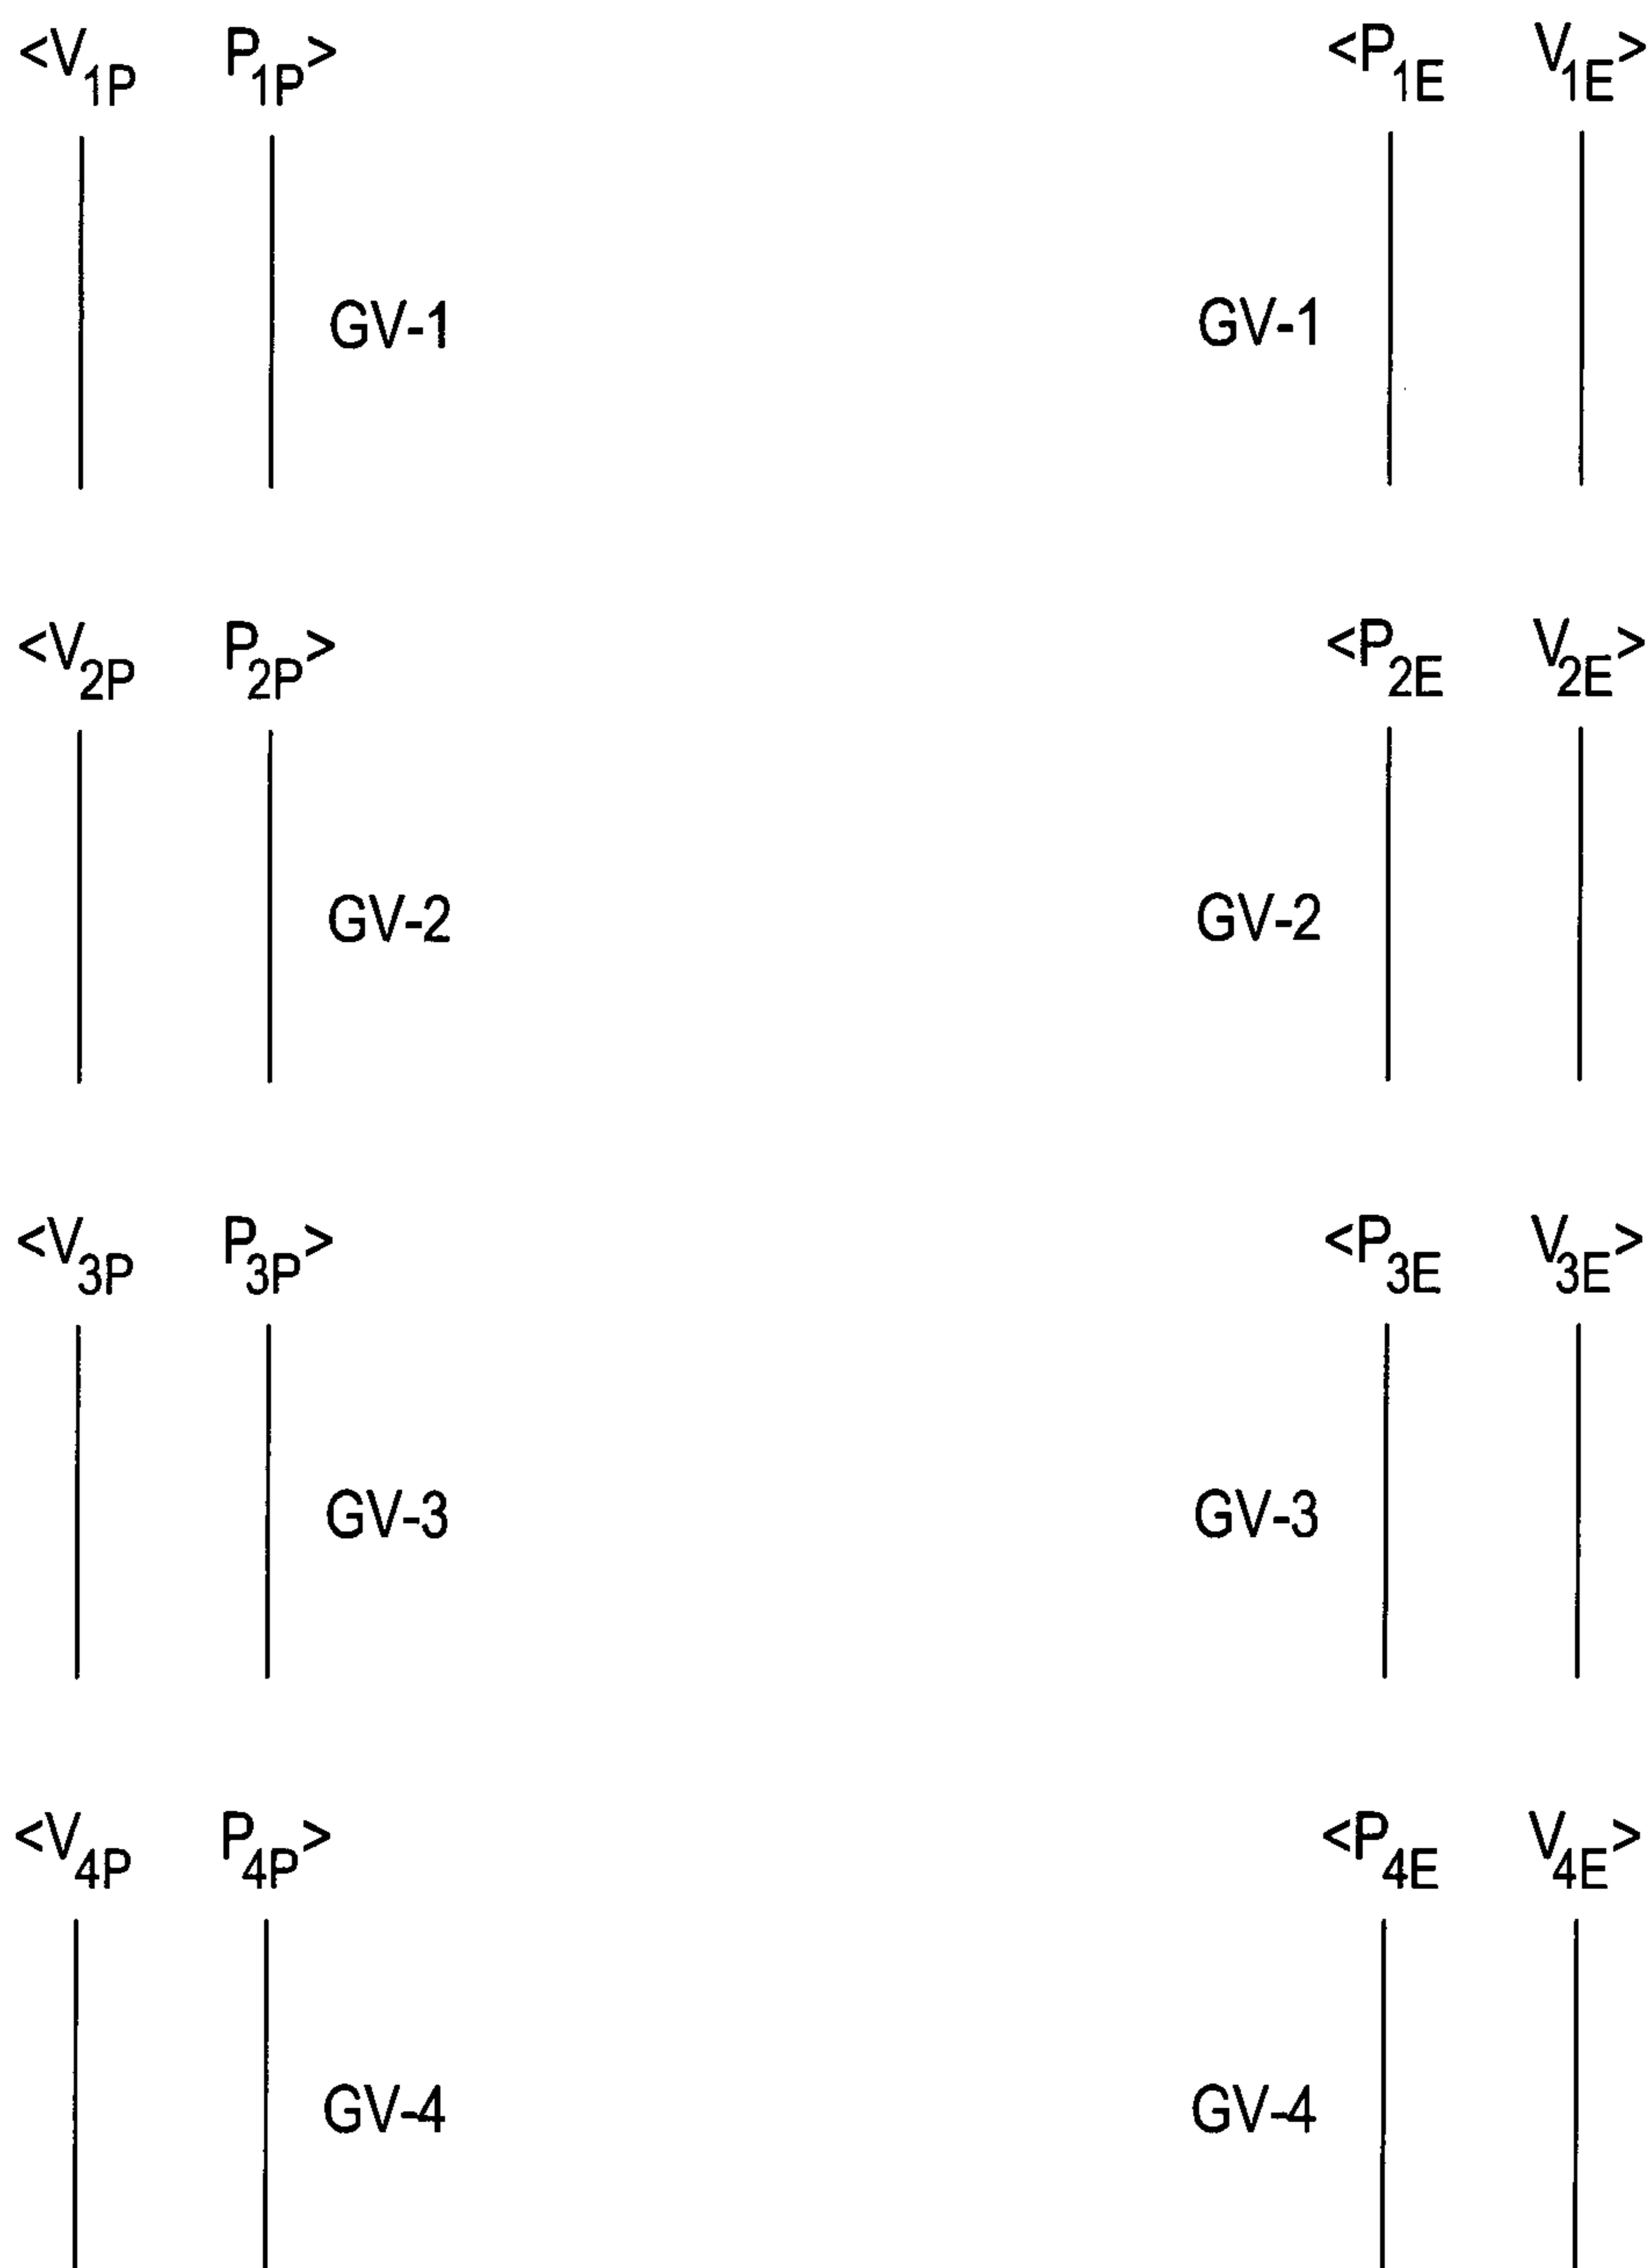 <V1P P1P> <P1E V1E>
GV-1 GV-1
<V2P P2P> <P2E V2E>
GV-2 GV-2
<V3P P3P> <P3E V3E>
GV-3 GV-3
<V4P P4P> <P4E V4E>
GV-4 GV-4